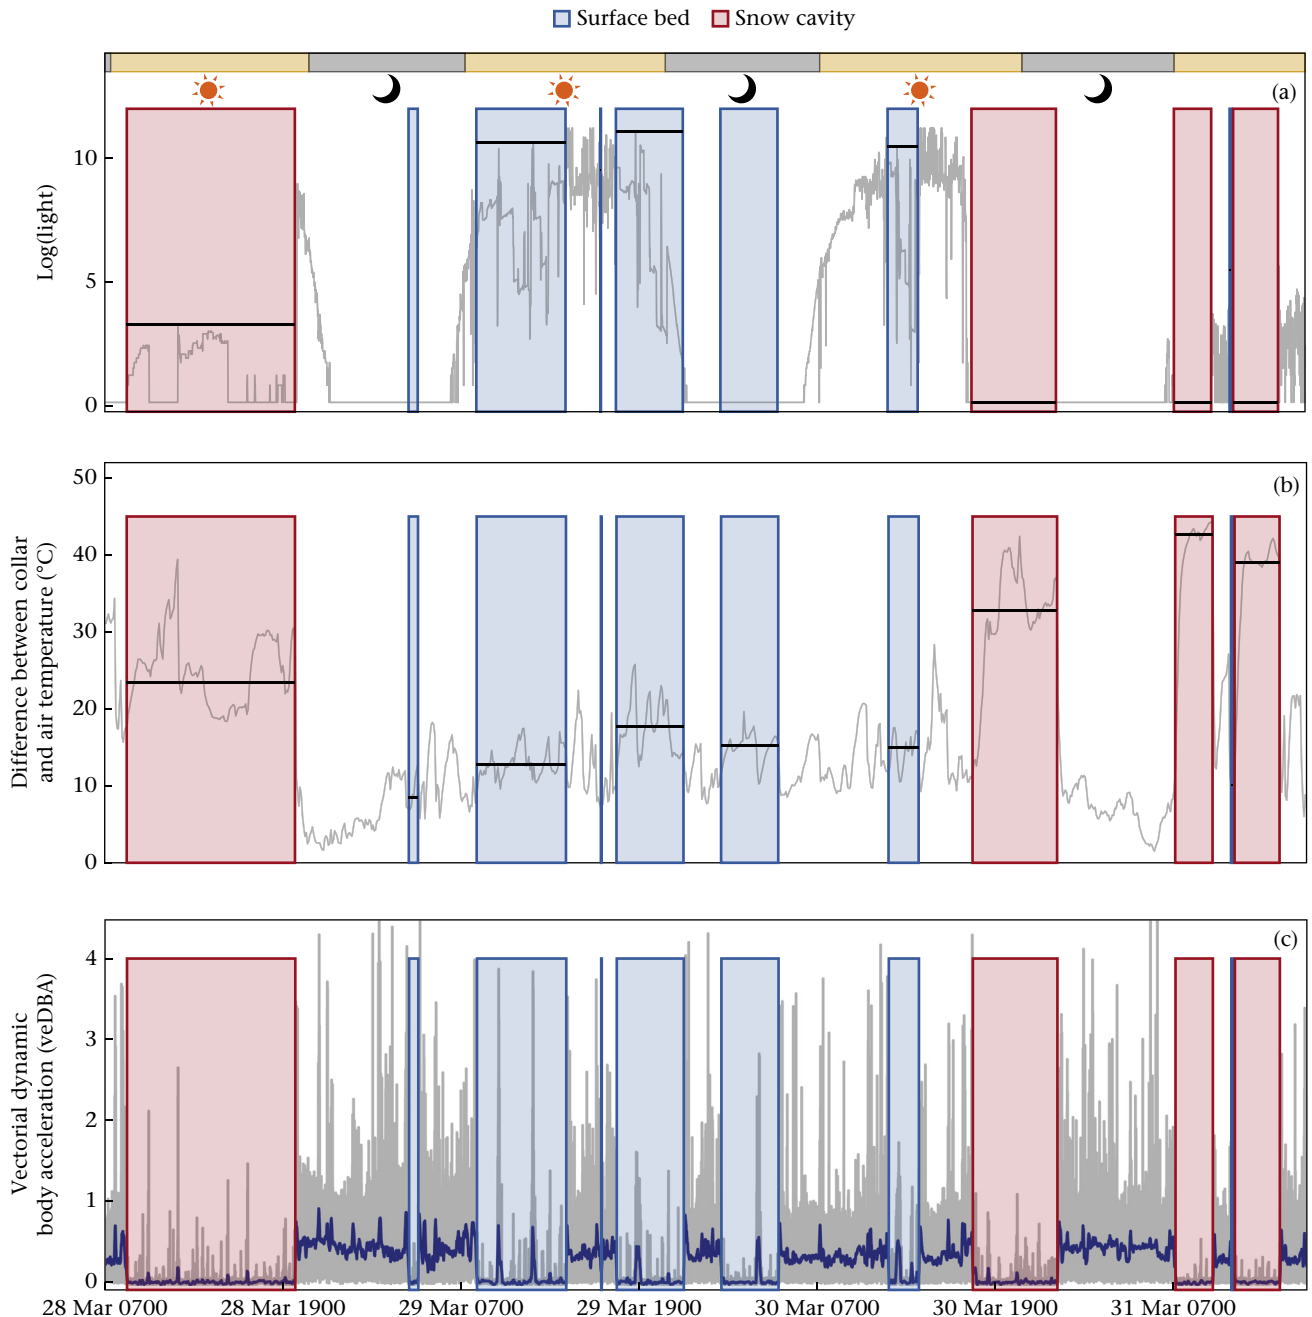 Surface bed Snow cavity
(a)
10
5
0
Log(light)
(b)
50
40
30
20
10
0
Difference between collar
and air temperature (°C)
(c)
4
3
2
1
0
Vectorial dynamic
body acceleration (veDBA)
28 Mar 0700 28 Mar 1900 29 Mar 0700 29 Mar 1900 30 Mar 0700 30 Mar 1900 31 Mar 0700